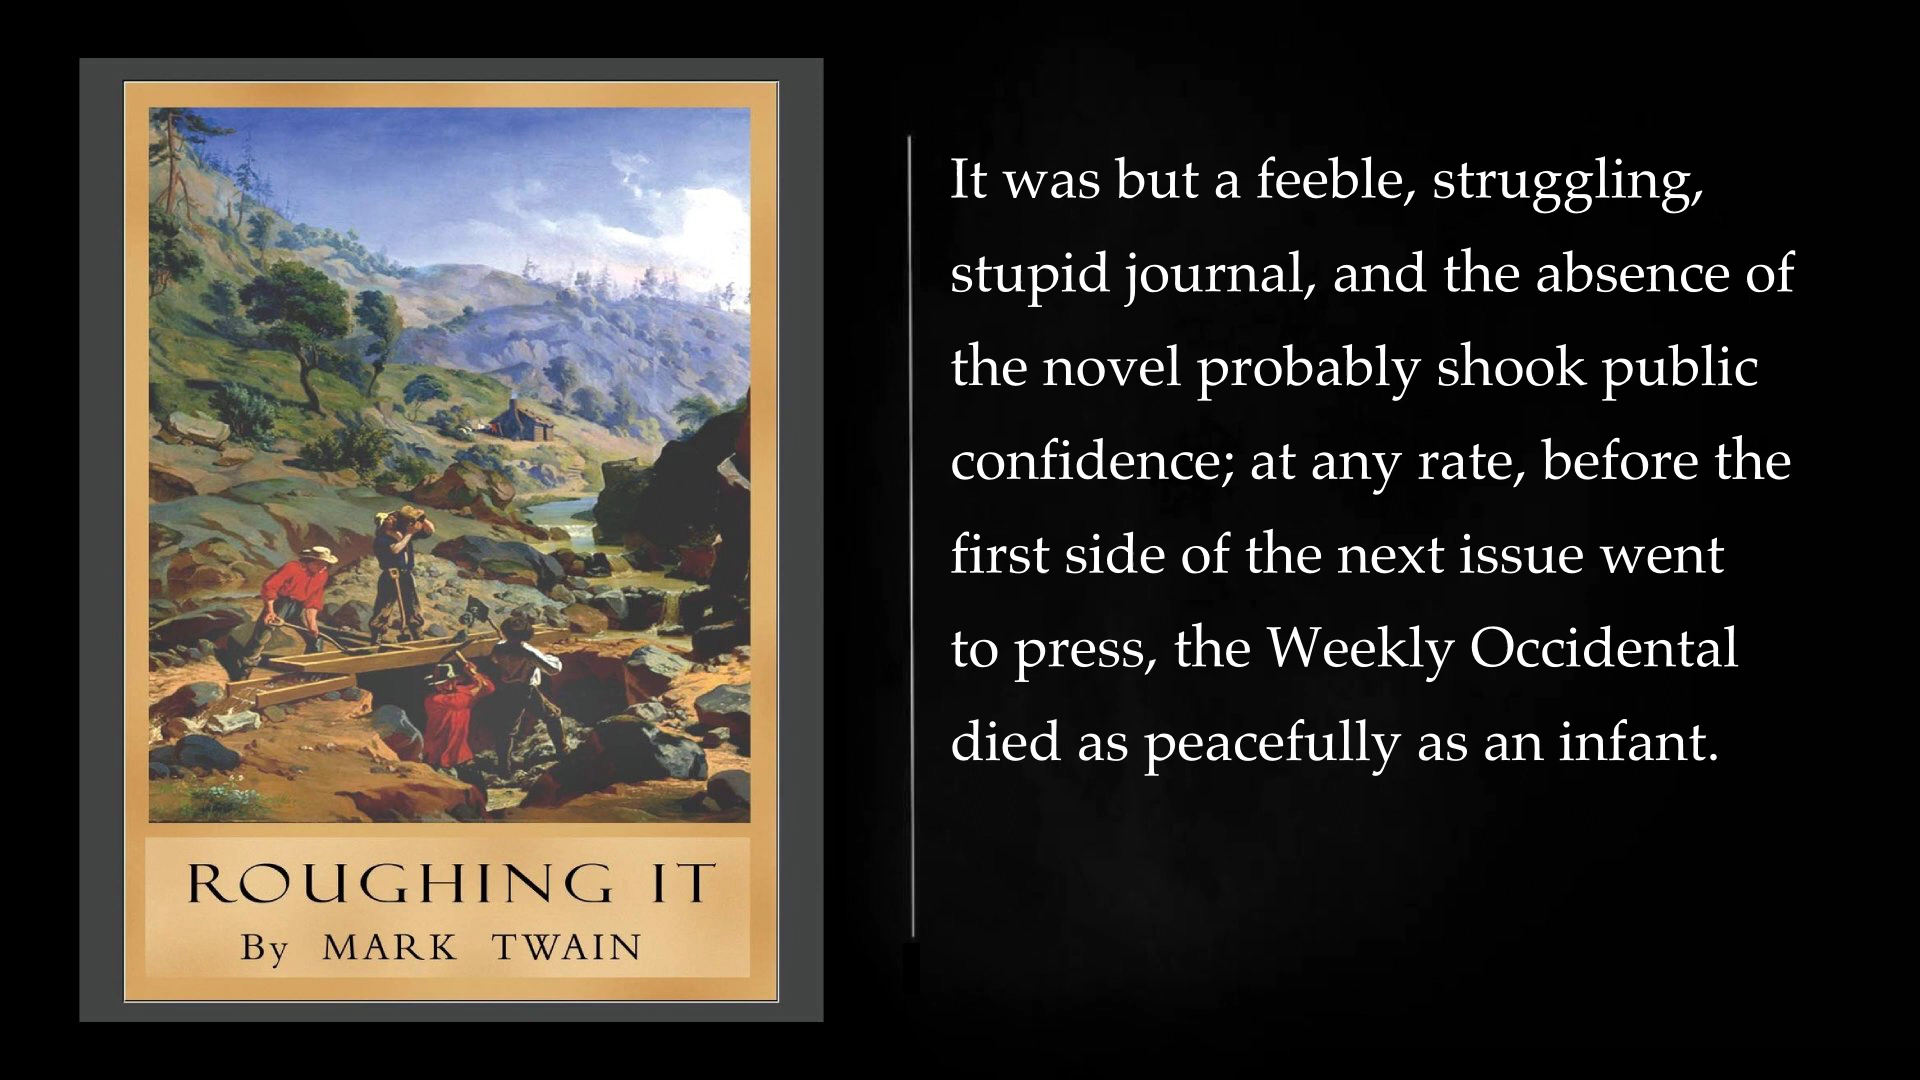 ROUGHING IT
By MARK TWAIN
It was but a feeble, struggling,
stupid journal, and the absence of
the novel probably shook public
confidence; at any rate, before the
first side of the next issue went
to press, the Weekly Occidental
died as peacefully as an infant.